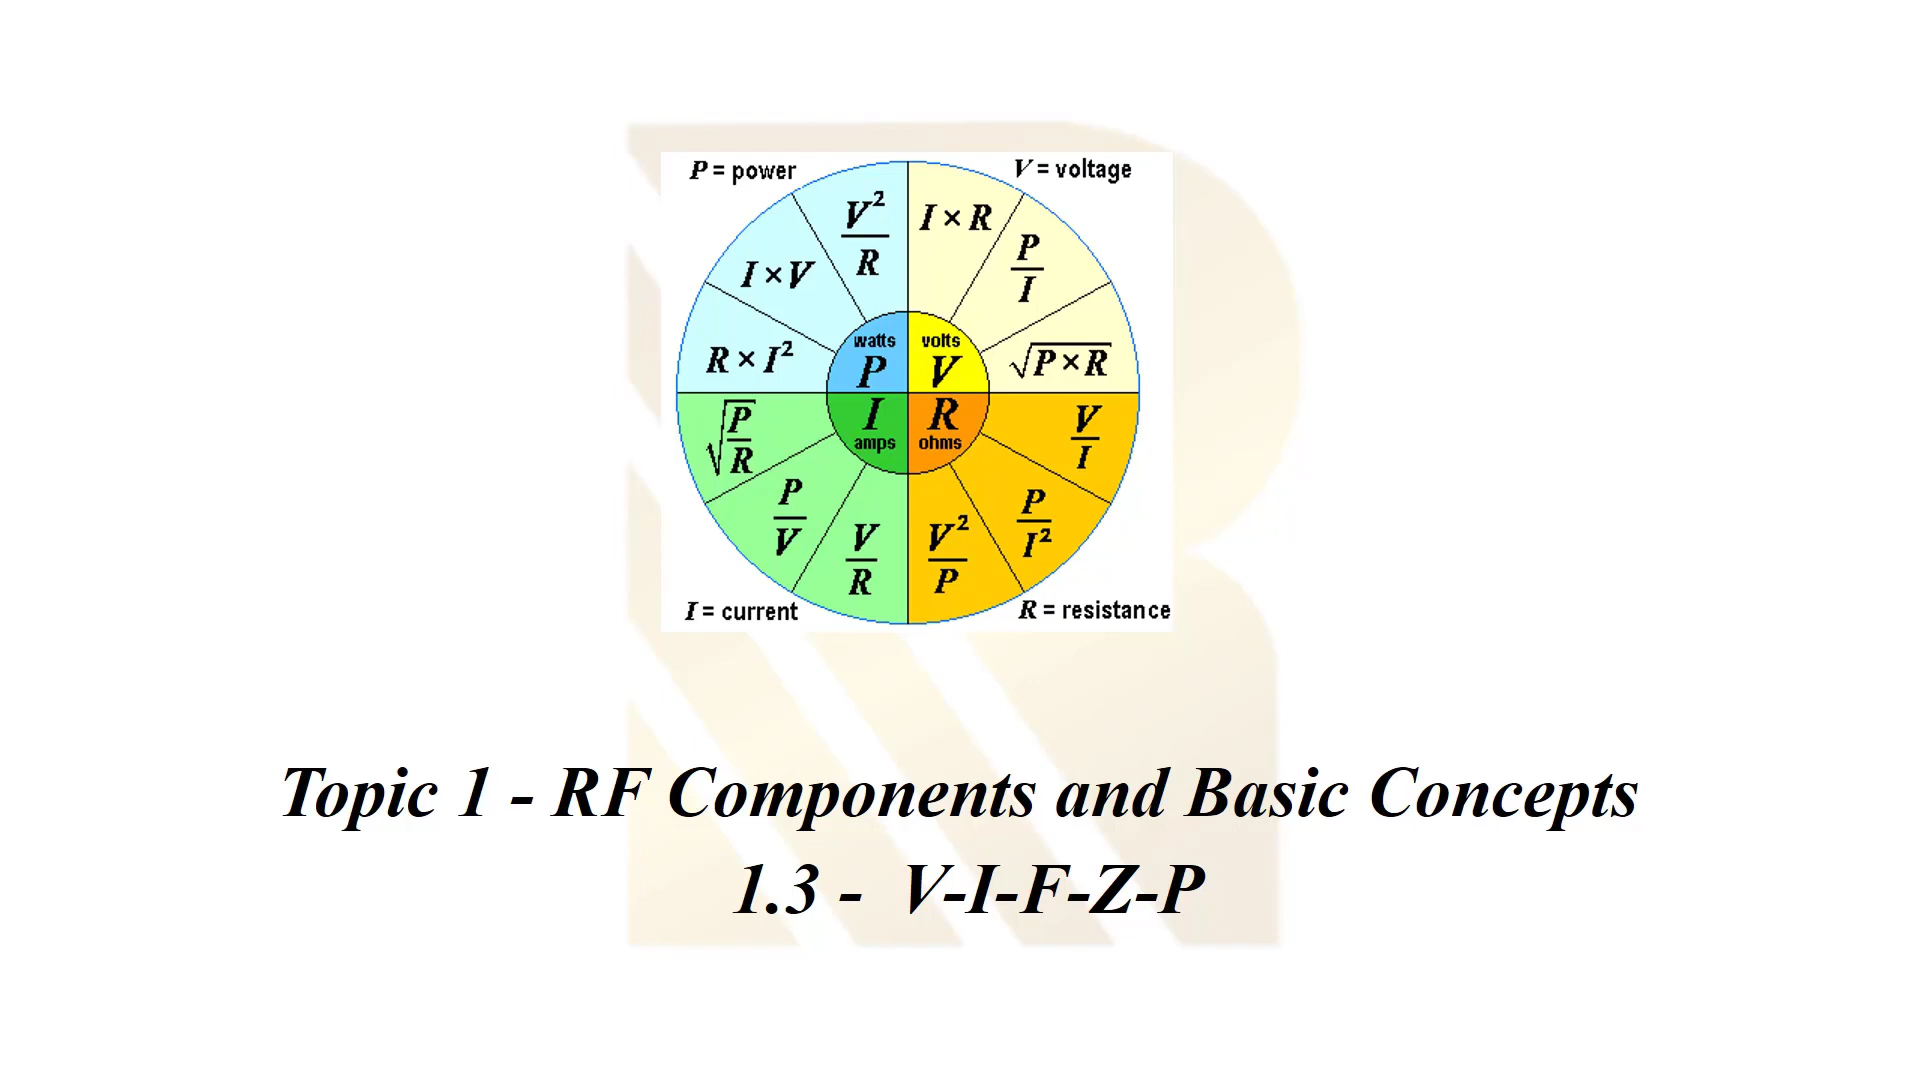 P = power
V = voltage
V²/R
I × R
I × V
P/I
R × I²
√(P × R)
watts
P
volts
V
I
amps
R
ohms
√(P/R)
V/I
P/V
P/I²
V/R
V²/P
I = current
R = resistance
Topic 1 - RF Components and Basic Concepts
1.3 - V-I-F-Z-P